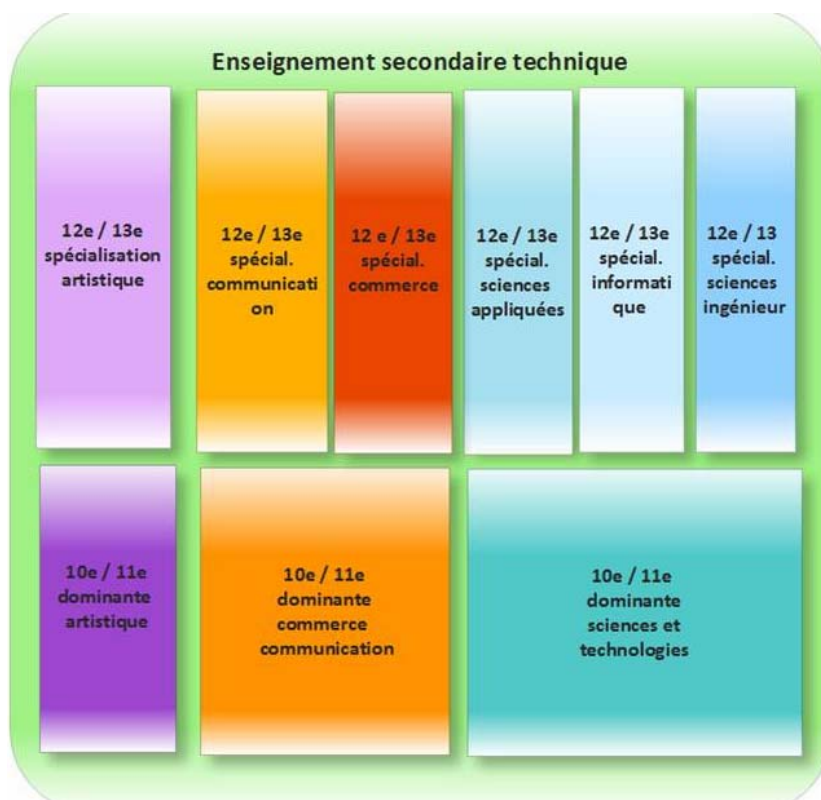 Enseignement secondaire technique
12e / 13e
spécialisation
artistique
12e / 13e
spécial.
communicati
on
12 e / 13e
spécial.
commerce
12e / 13e
spécial.
sciences
appliquées
12e / 13e
spécial.
informati
que
12e / 13
spécial.
sciences
ingénieur
10e / 11e
dominante
artistique
10e / 11e
dominante
commerce
communication
10e / 11e
dominante
sciences et
technologies